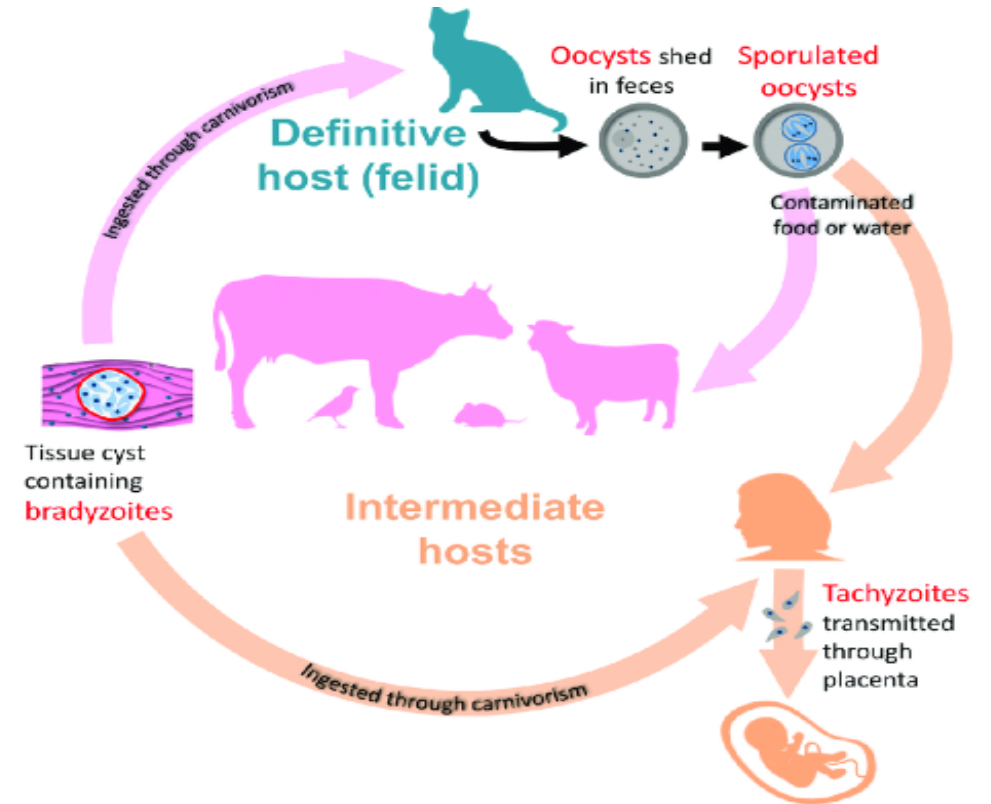 Ingested through carnivorism
Definitive
host (felid)
Oocysts shed
in feces
Sporulated
oocysts
Contaminated
food or water
Tissue cyst
containing
bradyzoites
Intermediate
hosts
Tachyzoites
transmitted
through
placenta
Ingested through carnivorism